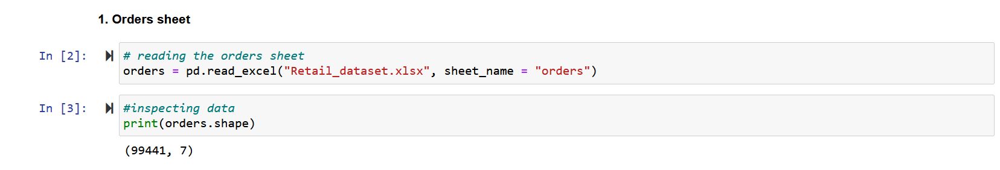 1. Orders sheet
In [2]:
# reading the orders sheet
orders = pd.read_excel("Retail_dataset.xlsx", sheet_name = "orders")
In [3]:
#inspecting data
print(orders.shape)
(99441, 7)